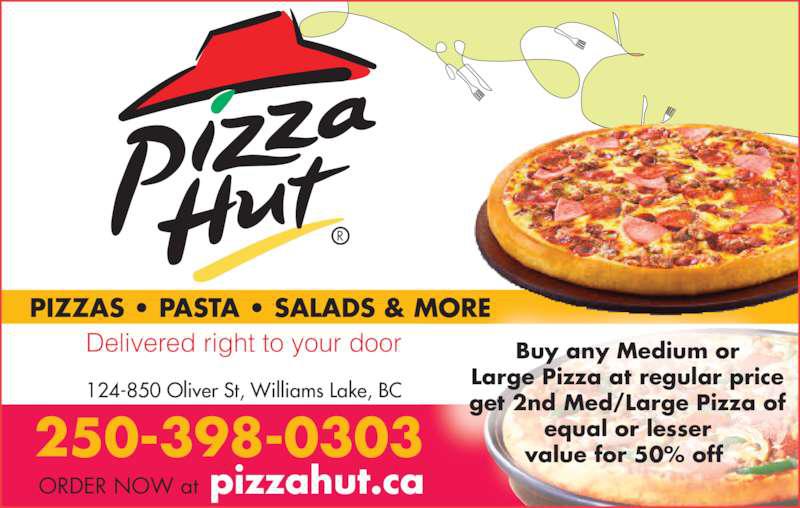 Pizza
Hut
®
PIZZAS • PASTA • SALADS & MORE
Delivered right to your door
124-850 Oliver St, Williams Lake, BC
250-398-0303
ORDER NOW at pizzahut.ca
Buy any Medium or
Large Pizza at regular price
get 2nd Med/Large Pizza of
equal or lesser
value for 50% off